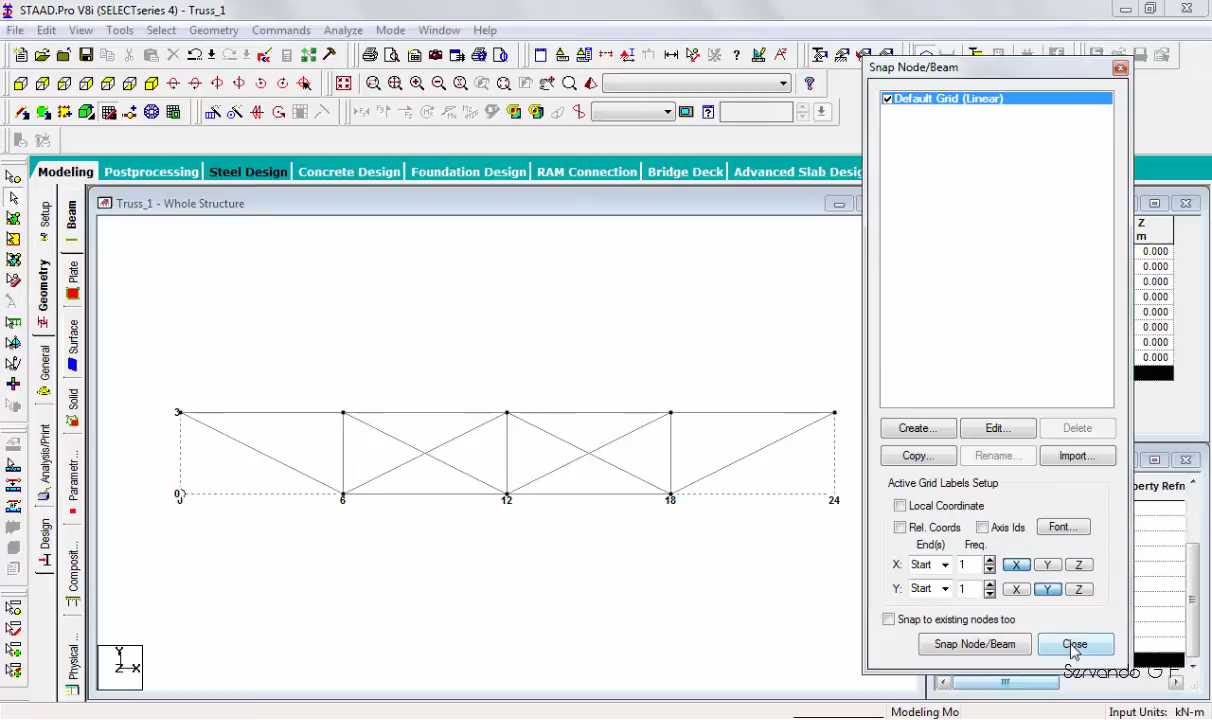 STAAD.Pro V8i (SELECTseries 4) - Truss_1
File Edit View Tools Select Geometry Commands Analyze Mode Window Help
Snap Node/Beam
Default Grid (Linear)
Modeling Postprocessing Steel Design Concrete Design Foundation Design RAM Connection Bridge Deck Advanced Slab Desig
Truss_1 - Whole Structure
Setup
Geometry
General
Analysis/Print
Design
Beam
Plate
Surface
Solid
Parametr...
Composit...
Physical ...
Z
m
0.000
0.000
0.000
0.000
0.000
0.000
0.000
0.000
3
0
6 12 18 24
Create... Edit... Delete
Copy... Rename... Import...
Active Grid Labels Setup
Local Coordinate
Rel. Coords Axis Ids Font...
End(s) Freq.
X: Start 1 X Y Z
Y: Start 1 X Y Z
Snap to existing nodes too
Snap Node/Beam Close
operty Refn
Y
Z X
Servando G F
Modeling Mo Input Units: kN-m